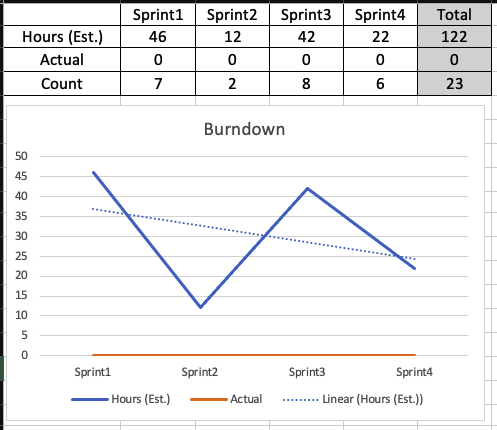 Sprint1 Sprint2 Sprint3 Sprint4 Total
Hours (Est.) 46 12 42 22 122
Actual 0 0 0 0 0
Count 7 2 8 6 23
Burndown
50
45
40
35
30
25
20
15
10
5
0
Sprint1 Sprint2 Sprint3 Sprint4
Hours (Est.) Actual Linear (Hours (Est.))